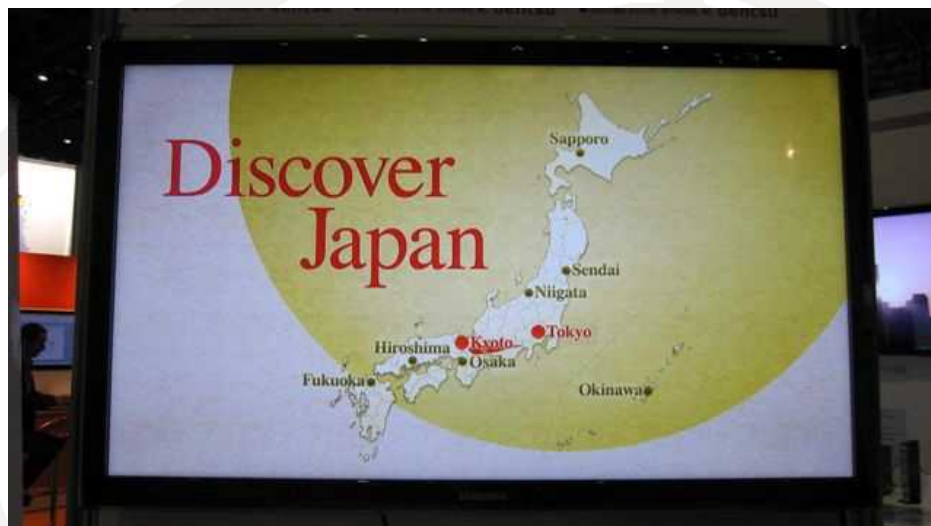 Discover
Japan
Sapporo
Sendai
Niigata
Tokyo
Kyoto
Hiroshima
Osaka
Fukuoka
Okinawa